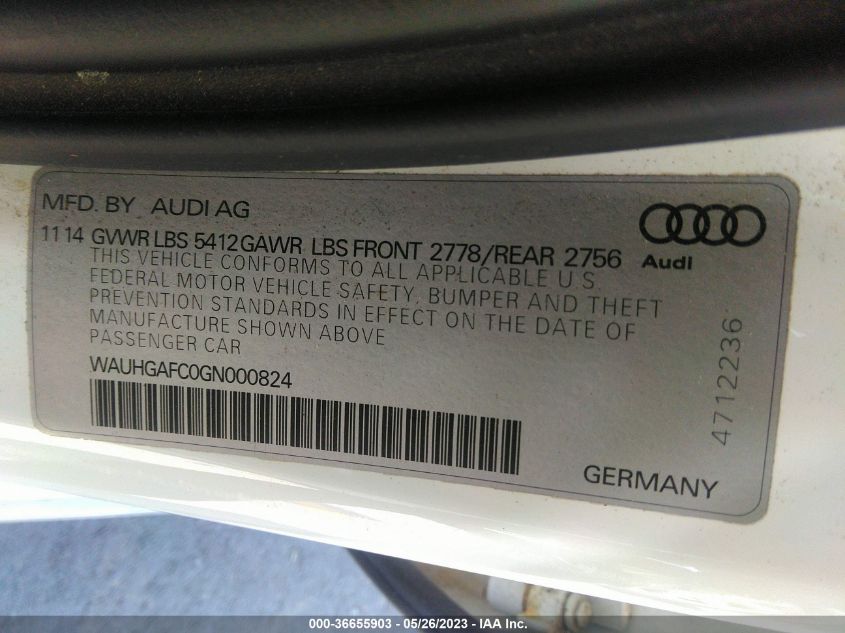 MFD. BY AUDI AG
11 14 GVWR LBS 5412 GAWR LBS FRONT 2778/REAR 2756
Audi
THIS VEHICLE CONFORMS TO ALL APPLICABLE U S
FEDERAL MOTOR VEHICLE SAFETY, BUMPER AND THEFT
PREVENTION STANDARDS IN EFFECT ON THE DATE OF
MANUFACTURE SHOWN ABOVE
PASSENGER CAR
WAUHGAFC0GN000824
4712236
GERMANY
000-36655903 - 05/26/2023 - IAA Inc.